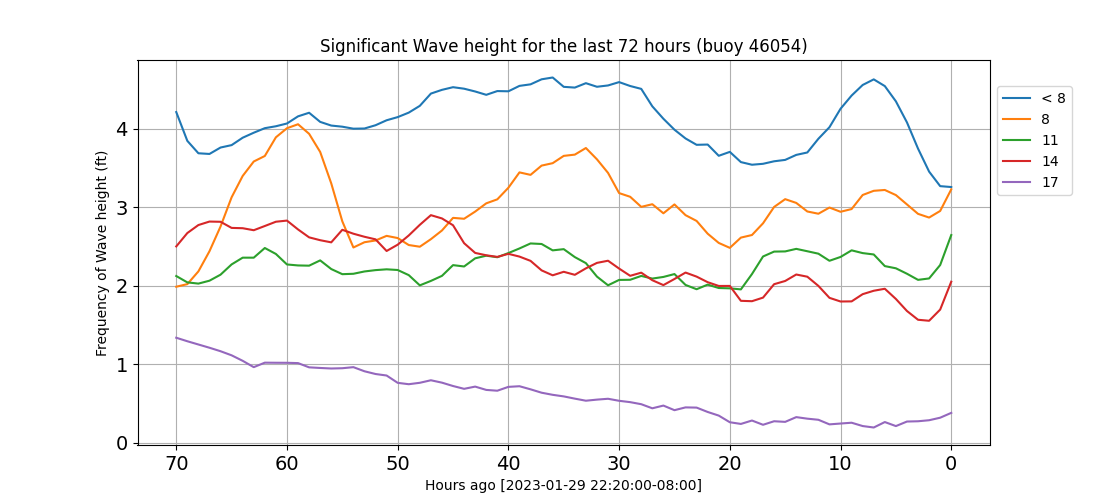 Significant Wave height for the last 72 hours (buoy 46054)
Frequency of Wave height (ft)
4
3
2
1
0
70 60 50 40 30 20 10 0
Hours ago [2023-01-29 22:20:00-08:00]
< 8
8
11
14
17